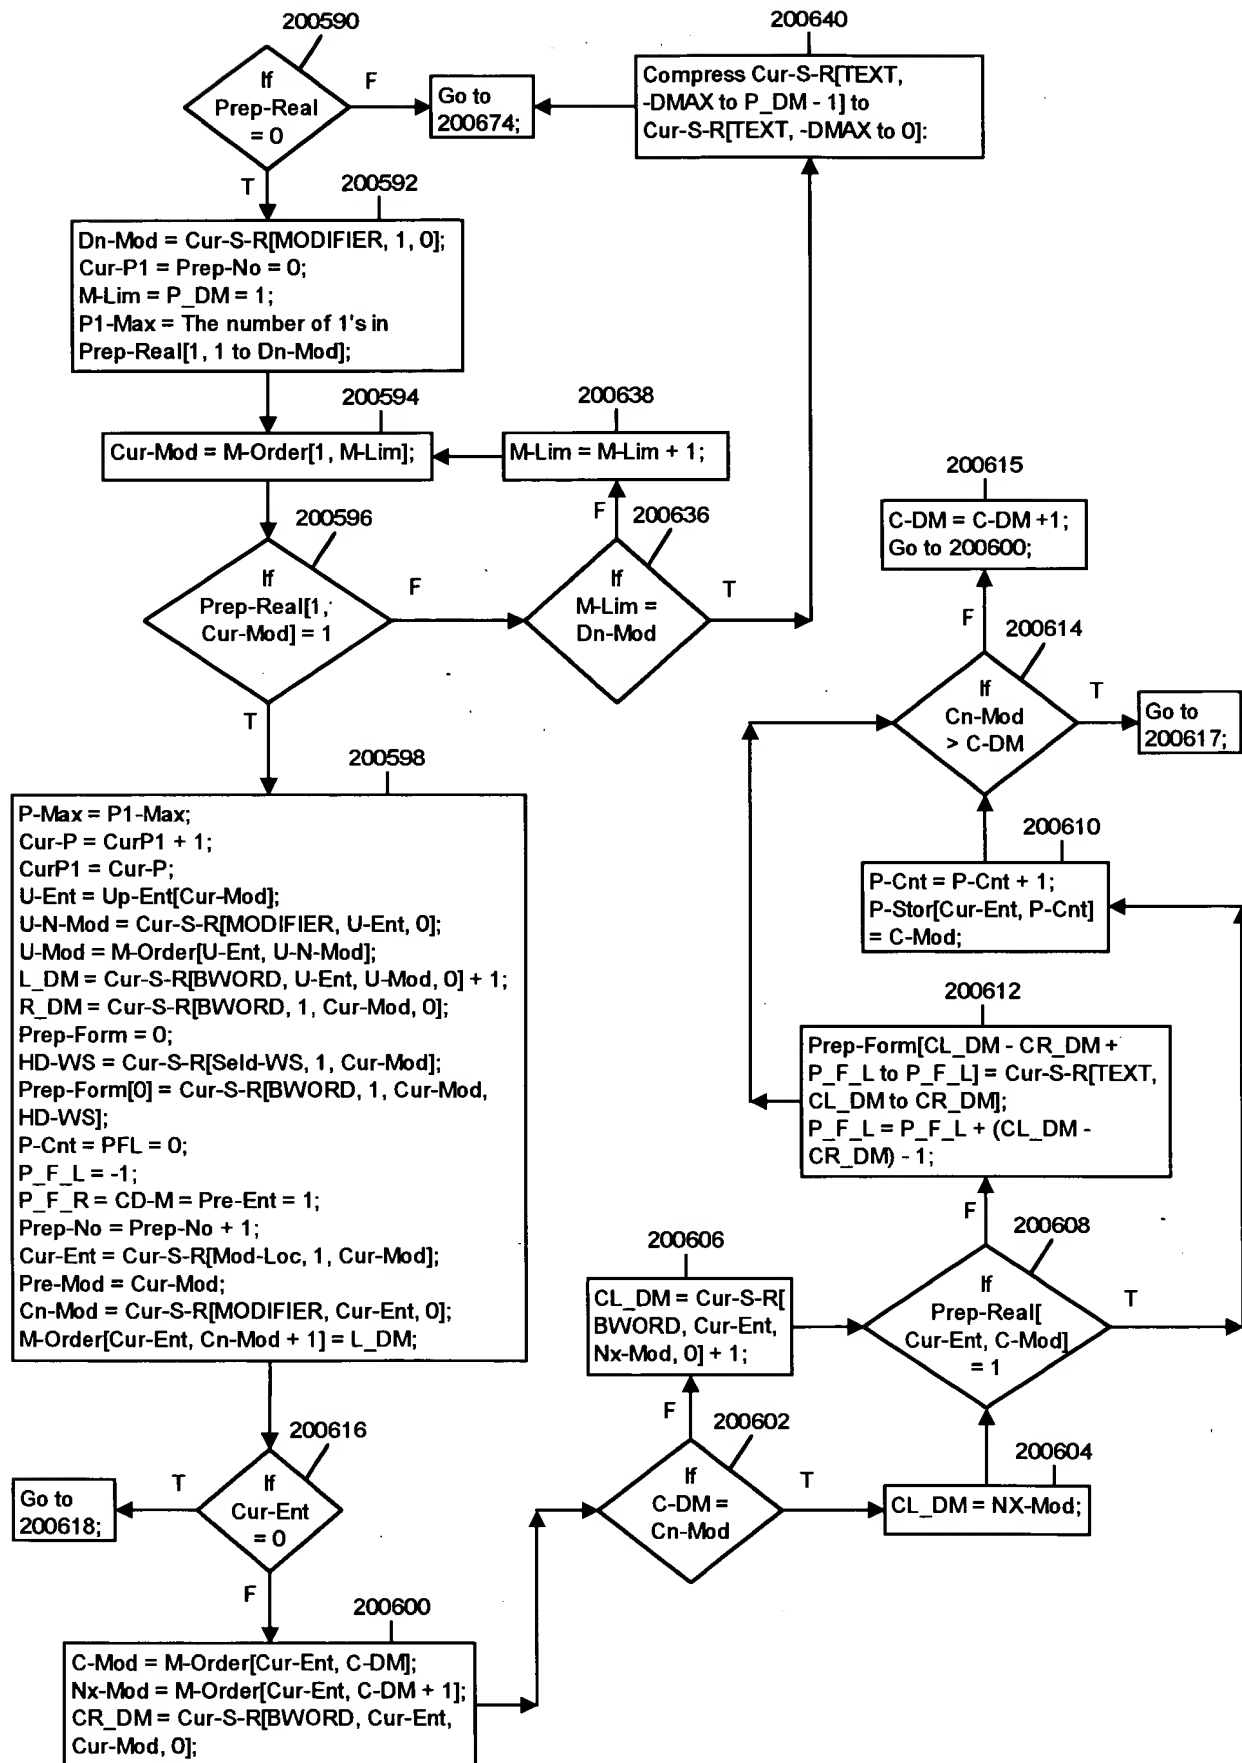 200590
If
Prep-Real
= 0
F
T
Go to
200674;
200640
Compress Cur-S-R[TEXT,
-DMAX to P_DM - 1] to
Cur-S-R[TEXT, -DMAX to 0]:
200592
Dn-Mod = Cur-S-R[MODIFIER, 1, 0];
Cur-P1 = Prep-No = 0;
M-Lim = P_DM = 1;
P1-Max = The number of 1's in
Prep-Real[1, 1 to Dn-Mod];
200594
Cur-Mod = M-Order[1, M-Lim];
200638
M-Lim = M-Lim + 1;
200596
If
Prep-Real[1,
Cur-Mod] = 1
F
T
F
200636
If
M-Lim =
Dn-Mod
T
200615
C-DM = C-DM +1;
Go to 200600;
F
200614
If
Cn-Mod
> C-DM
T
Go to
200617;
200598
P-Max = P1-Max;
Cur-P = CurP1 + 1;
CurP1 = Cur-P;
U-Ent = Up-Ent[Cur-Mod];
U-N-Mod = Cur-S-R[MODIFIER, U-Ent, 0];
U-Mod = M-Order[U-Ent, U-N-Mod];
L_DM = Cur-S-R[BWORD, U-Ent, U-Mod, 0] + 1;
R_DM = Cur-S-R[BWORD, 1, Cur-Mod, 0];
Prep-Form = 0;
HD-WS = Cur-S-R[Seld-WS, 1, Cur-Mod];
Prep-Form[0] = Cur-S-R[BWORD, 1, Cur-Mod,
HD-WS];
P-Cnt = PFL = 0;
P_F_L = -1;
P_F_R = CD-M = Pre-Ent = 1;
Prep-No = Prep-No + 1;
Cur-Ent = Cur-S-R[Mod-Loc, 1, Cur-Mod];
Pre-Mod = Cur-Mod;
Cn-Mod = Cur-S-R[MODIFIER, Cur-Ent, 0];
M-Order[Cur-Ent, Cn-Mod + 1] = L_DM;
200610
P-Cnt = P-Cnt + 1;
P-Stor[Cur-Ent, P-Cnt]
= C-Mod;
200612
Prep-Form[CL_DM - CR_DM +
P_F_L to P_F_L] = Cur-S-R[TEXT,
CL_DM to CR_DM];
P_F_L = P_F_L + (CL_DM -
CR_DM) - 1;
F
200608
If
Prep-Real[
Cur-Ent, C-Mod]
= 1
T
200606
CL_DM = Cur-S-R[
BWORD, Cur-Ent,
Nx-Mod, 0] + 1;
F
200602
If
C-DM =
Cn-Mod
T
200604
CL_DM = NX-Mod;
200616
If
Cur-Ent
= 0
T
Go to
200618;
F
200600
C-Mod = M-Order[Cur-Ent, C-DM];
Nx-Mod = M-Order[Cur-Ent, C-DM + 1];
CR_DM = Cur-S-R[BWORD, Cur-Ent,
Cur-Mod, 0];